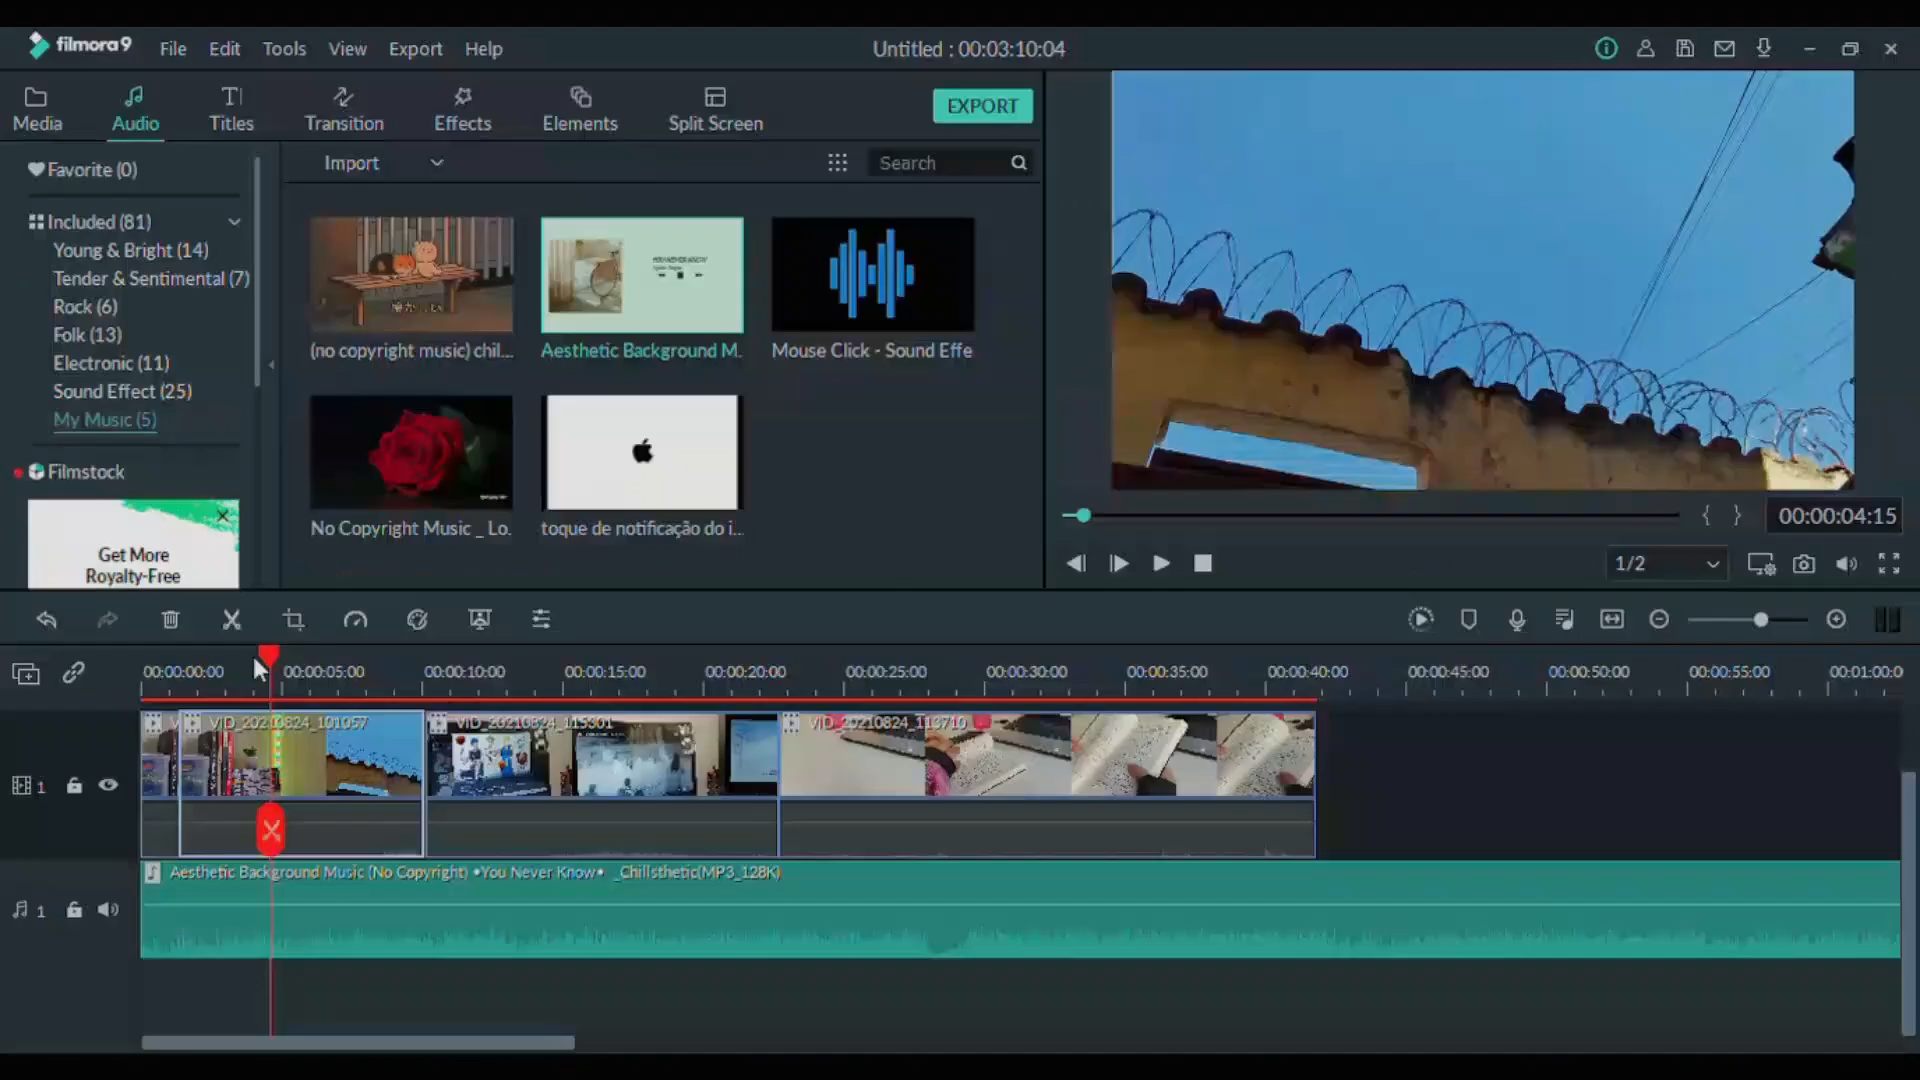 filmora9
File Edit Tools View Export Help
Untitled : 00:03:10:04
Media Audio Titles Transition Effects Elements Split Screen
EXPORT
Favorite (0)
Included (81)
Young & Bright (14)
Tender & Sentimental (7)
Rock (6)
Folk (13)
Electronic (11)
Sound Effect (25)
My Music (5)
Filmstock
Get More
Royalty-Free
Import
Search
(no copyright music) chil...
Aesthetic Background M.
Mouse Click - Sound Effe
No Copyright Music _ Lo.
toque de notificação do i...
00:00:04:15
1/2
00:00:00:00 00:00:05:00 00:00:10:00 00:00:15:00 00:00:20:00 00:00:25:00 00:00:30:00 00:00:35:00 00:00:40:00 00:00:45:00 00:00:50:00 00:00:55:00 00:01:00:0
V VID_20210824_101057 VID_20210824_115301 VID_20210824_113710
1
Aesthetic Background Music (No Copyright) •You Never Know• _Chillsthetic(MP3_128K)
1